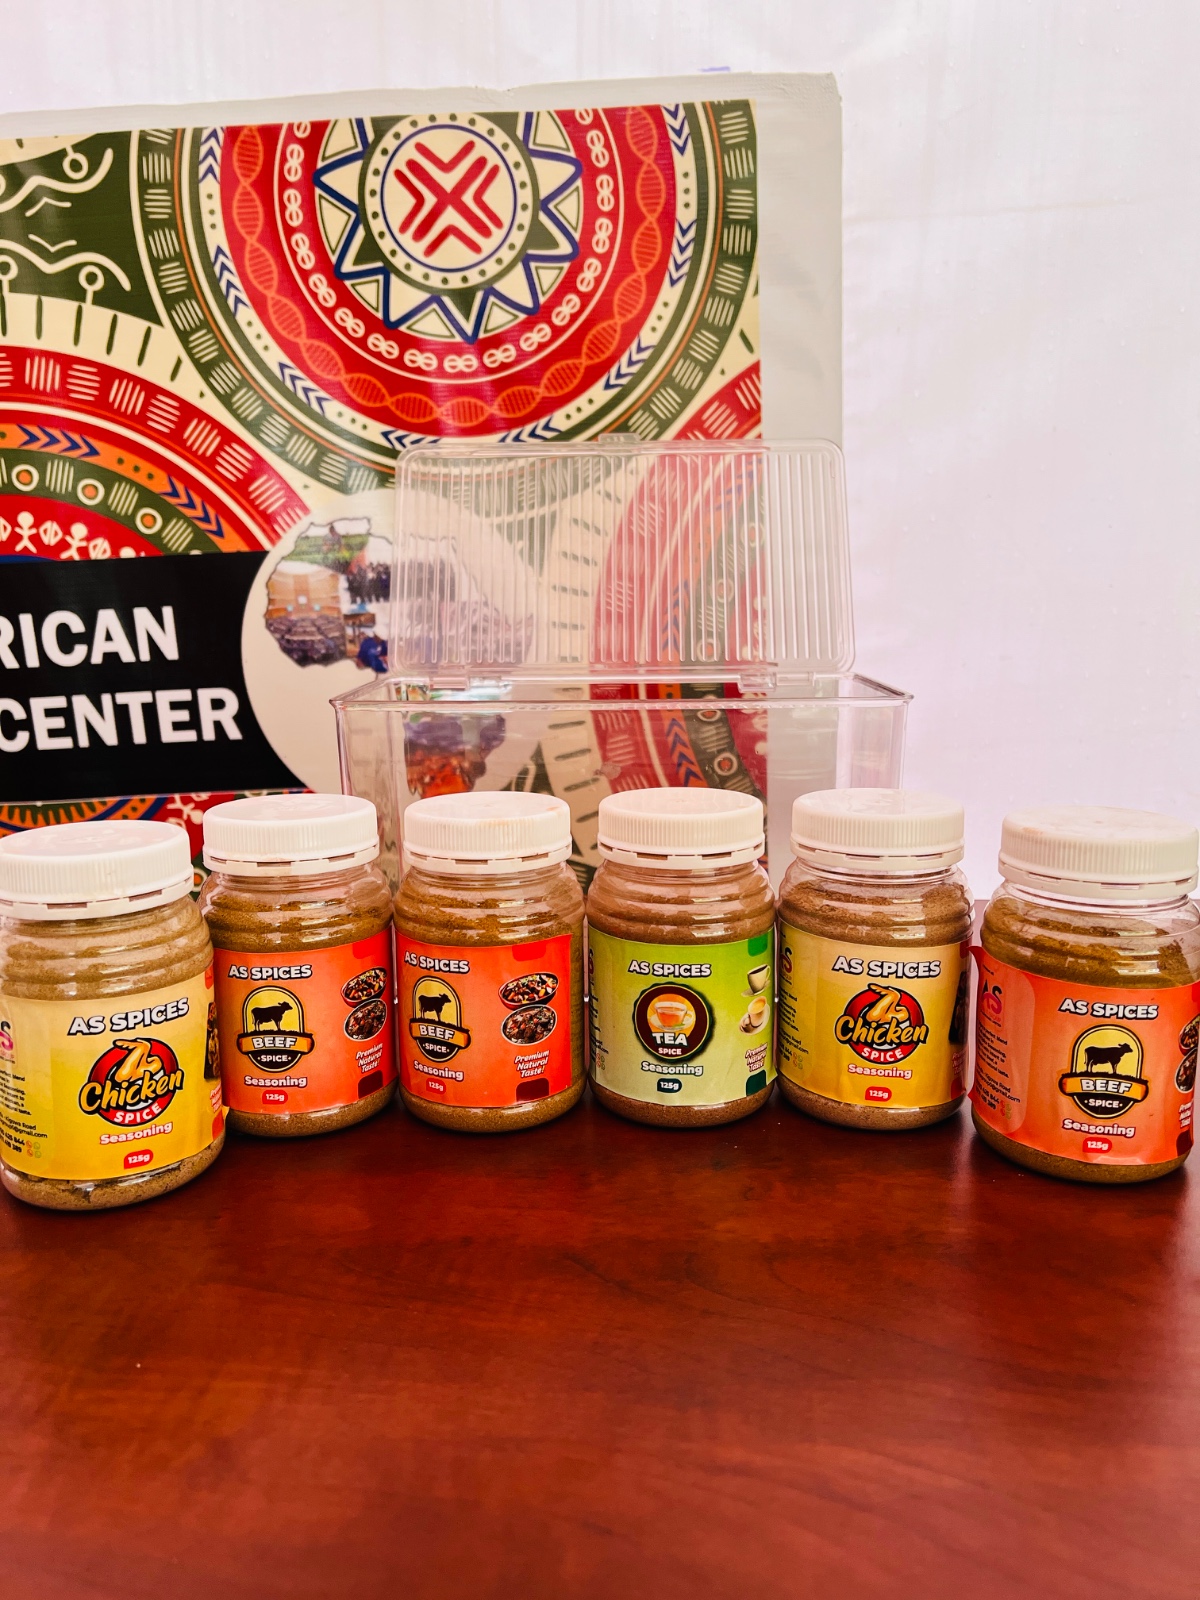 RICAN
CENTER
AS SPICES
Chicken
SPICE
Seasoning
125g
AS SPICES
BEEF
SPICE
Seasoning
125g
Premium
Natural
Taste!
AS SPICES
BEEF
SPICE
Seasoning
125g
Premium
Natural
Taste!
AS SPICES
TEA
SPICE
Seasoning
125g
AS SPICES
Chicken
SPICE
Seasoning
125g
AS
AS SPICES
BEEF
SPICE
Seasoning
125g